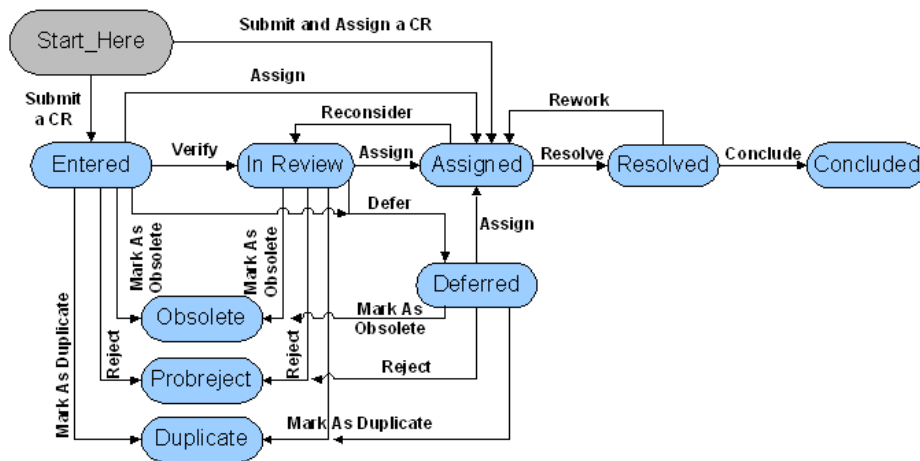 Submit and Assign a CR
Start_Here
Assign
Submit
a CR
Reconsider
Rework
Entered
Verify
In Review
Assign
Assigned
Resolve
Resolved
Conclude
Concluded
Defer
Assign
Mark As
Obsolete
Mark As
Obsolete
Deferred
Obsolete
Mark As
Obsolete
Mark As Duplicate
Reject
Reject
Probreject
Reject
Duplicate
Mark As Duplicate